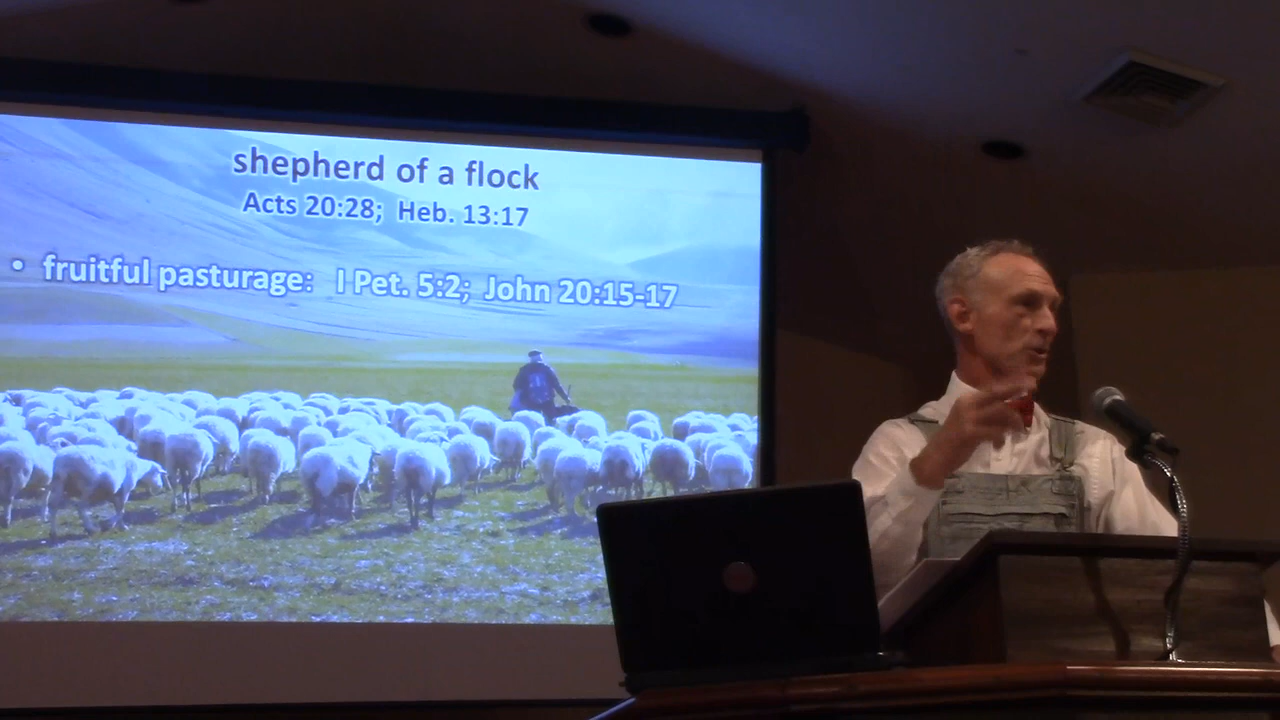 shepherd of a flock
Acts 20:28; Heb. 13:17
• fruitful pasturage: I Pet. 5:2; John 20:15-17